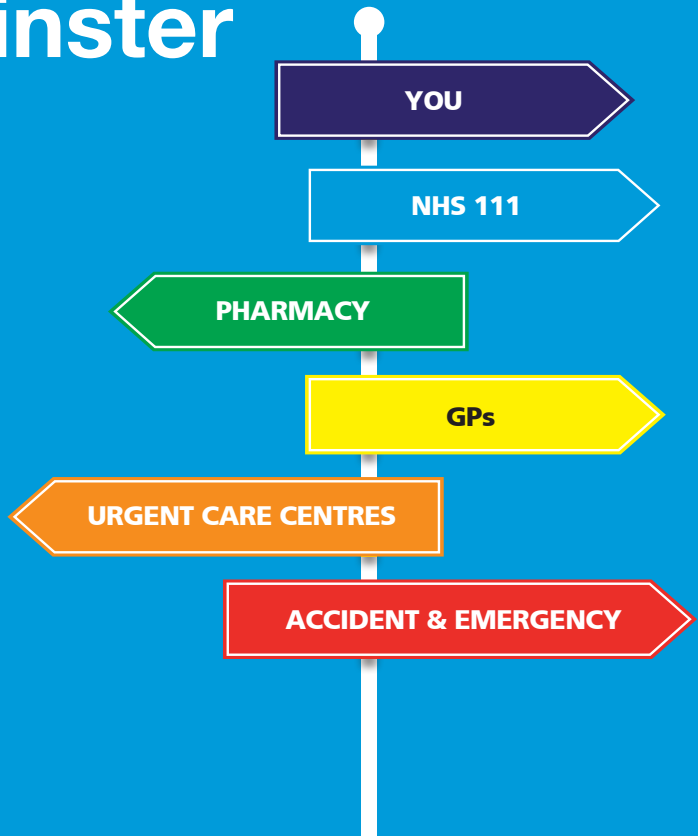 inster
YOU
NHS 111
PHARMACY
GPs
URGENT CARE CENTRES
ACCIDENT & EMERGENCY